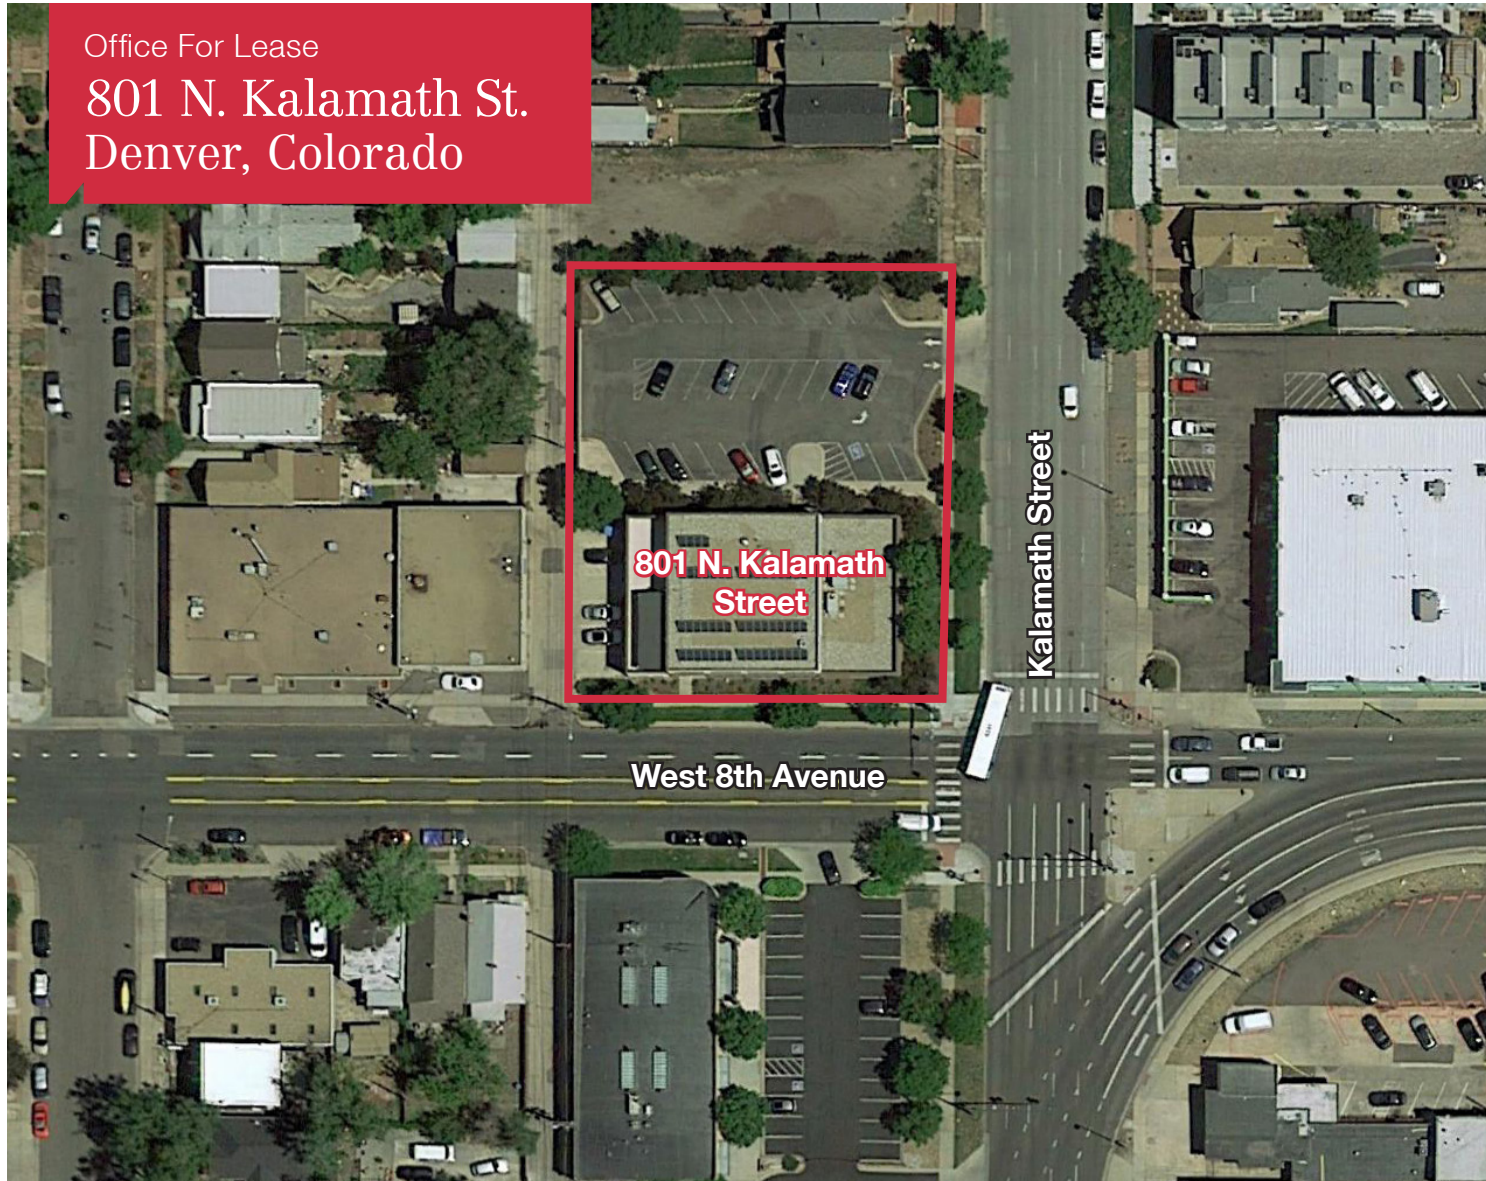 Office For Lease
801 N. Kalamath St.
Denver, Colorado
Kalamath Street
801 N. Kalamath
Street
West 8th Avenue